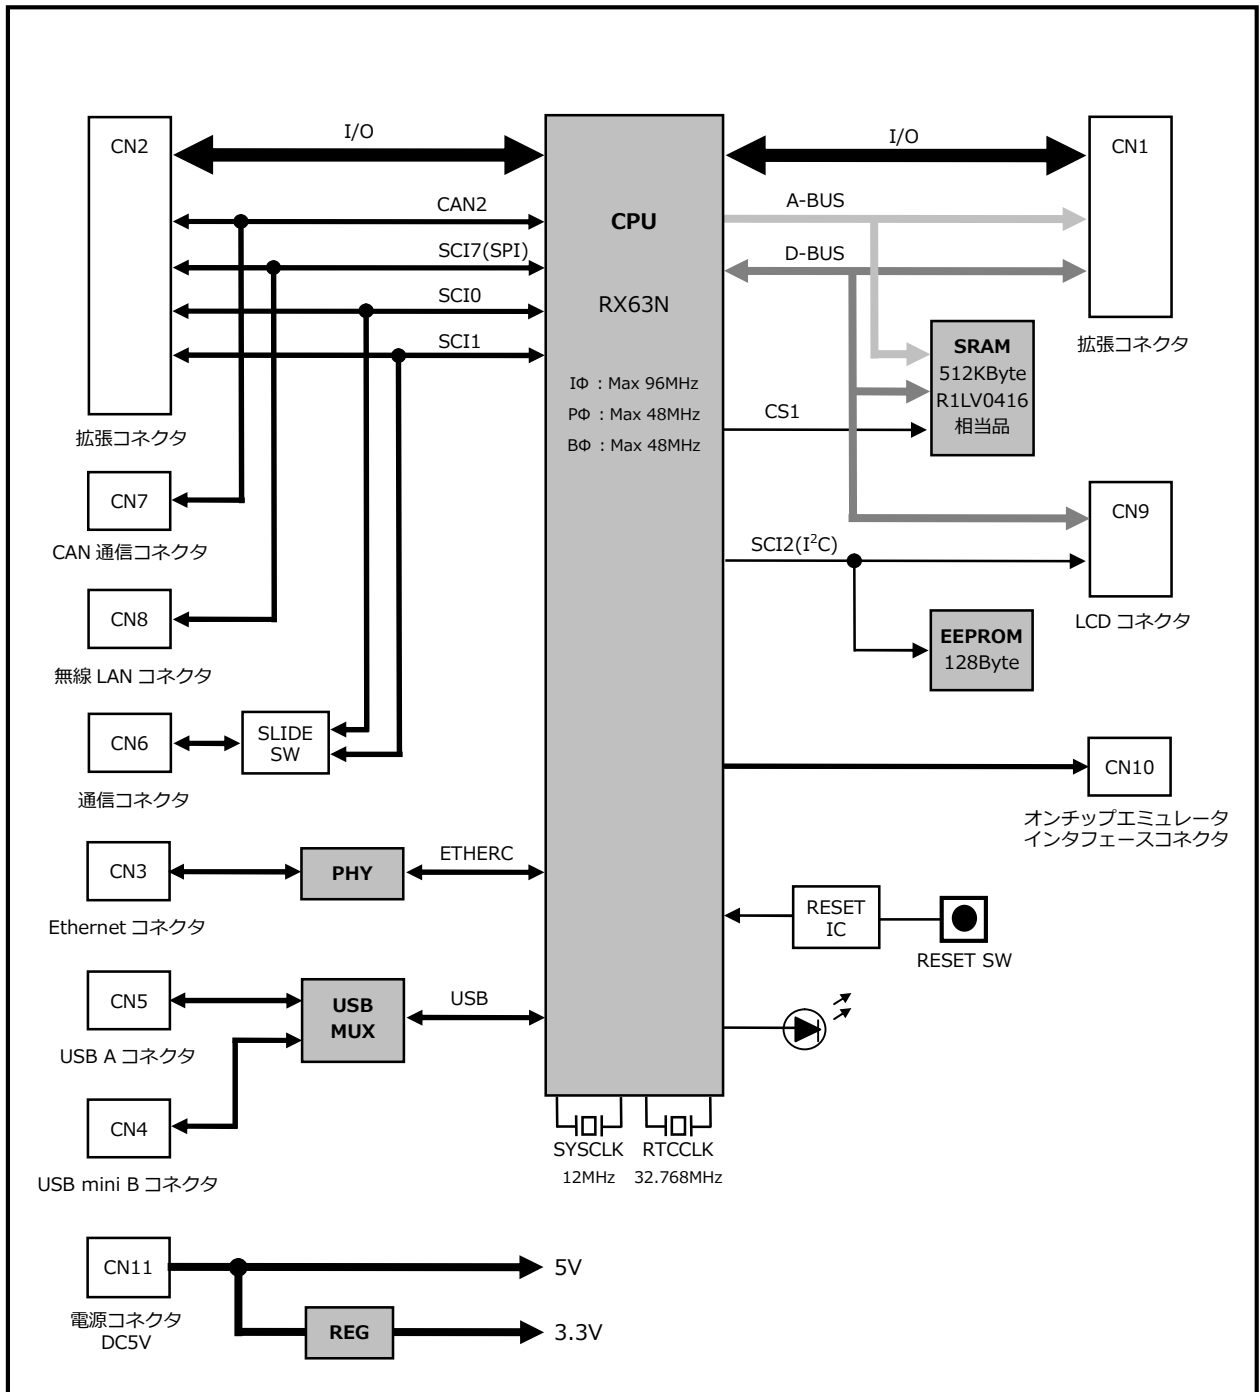 CN2
I/O
CAN2
SCI7(SPI)
SCI0
SCI1
拡張コネクタ
CN7
CAN 通信コネクタ
CN8
無線 LAN コネクタ
CN6
通信コネクタ
SLIDE
SW
CN3
Ethernet コネクタ
PHY
ETHERC
CN5
USB A コネクタ
USB
MUX
USB
CN4
USB mini B コネクタ
CPU
RX63N
IΦ : Max 96MHz
PΦ : Max 48MHz
BΦ : Max 48MHz
SYSCLK
12MHz
RTCCLK
32.768MHz
I/O
A-BUS
D-BUS
CN1
拡張コネクタ
SRAM
512KByte
R1LV0416
相当品
CS1
CN9
LCD コネクタ
SCI2(I²C)
EEPROM
128Byte
CN10
オンチップエミュレータ
インタフェースコネクタ
RESET
IC
RESET SW
CN11
電源コネクタ
DC5V
5V
REG
3.3V